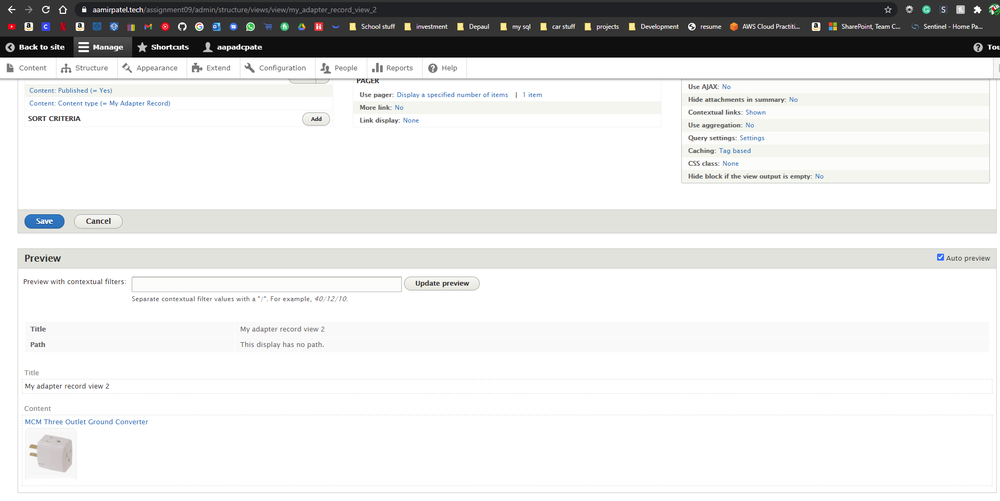 aamirpatel.tech/assignment09/admin/structure/views/view/my_adapter_record_view_2
School stuff investment Depaul my sql car stuff projects Development resume AWS Cloud Practiti... SharePoint, Team C... Sentinel - Home Pa...
Back to site Manage Shortcuts aapadcpate Tou
Content Structure Appearance Extend Configuration People Reports Help
Content: Published (= Yes)
Content: Content type (= My Adapter Record)
SORT CRITERIA Add
PAGER
Use pager: Display a specified number of items | 1 item
More link: No
Link display: None
Use AJAX: No
Hide attachments in summary: No
Contextual links: Shown
Use aggregation: No
Query settings: Settings
Caching: Tag based
CSS class: None
Hide block if the view output is empty: No
Save Cancel
Preview Auto preview
Preview with contextual filters: Update preview
Separate contextual filter values with a "/". For example, 40/12/10.
Title My adapter record view 2
Path This display has no path.
Title
My adapter record view 2
Content
MCM Three Outlet Ground Converter